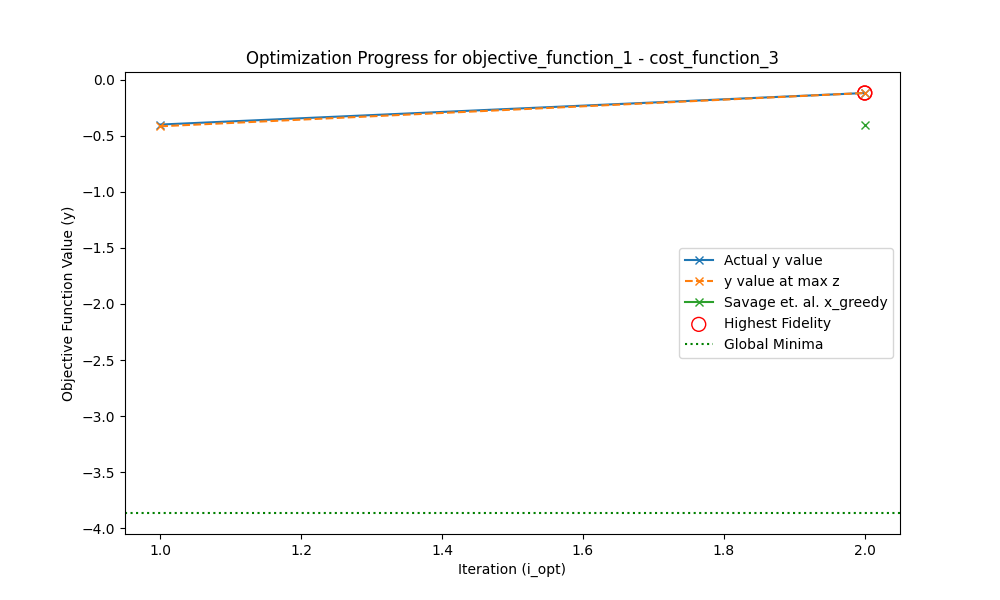 Optimization Progress for objective_function_1 - cost_function_3
Objective Function Value (y)
0.0
−0.5
−1.0
−1.5
−2.0
−2.5
−3.0
−3.5
−4.0
Actual y value
y value at max z
Savage et. al. x_greedy
Highest Fidelity
Global Minima
1.0 1.2 1.4 1.6 1.8 2.0
Iteration (i_opt)